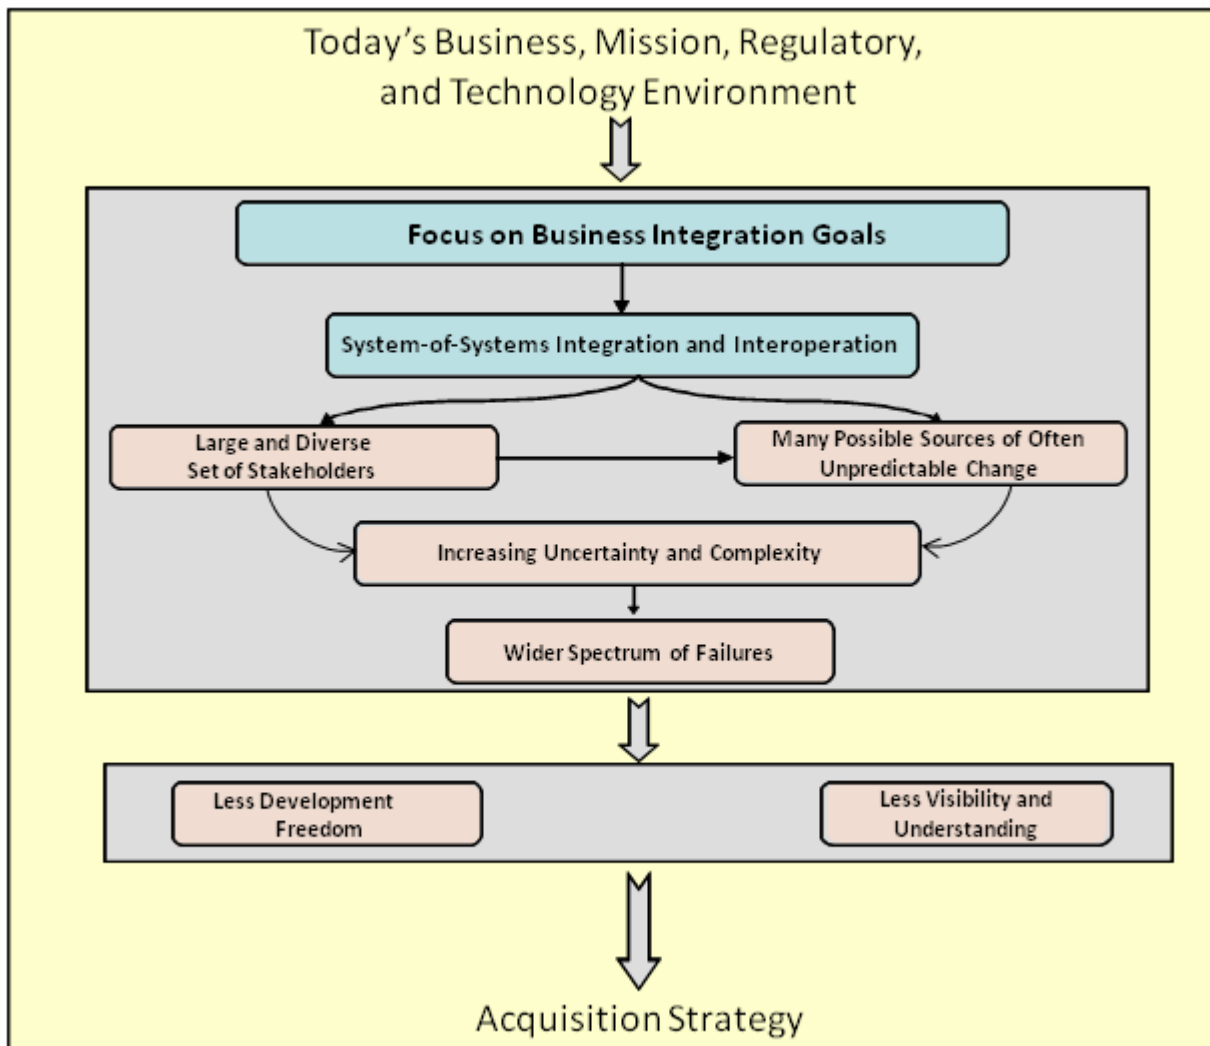 Today's Business, Mission, Regulatory,
and Technology Environment
Focus on Business Integration Goals
System-of-Systems Integration and Interoperation
Large and Diverse
Set of Stakeholders
Many Possible Sources of Often
Unpredictable Change
Increasing Uncertainty and Complexity
Wider Spectrum of Failures
Less Development
Freedom
Less Visibility and
Understanding
Acquisition Strategy